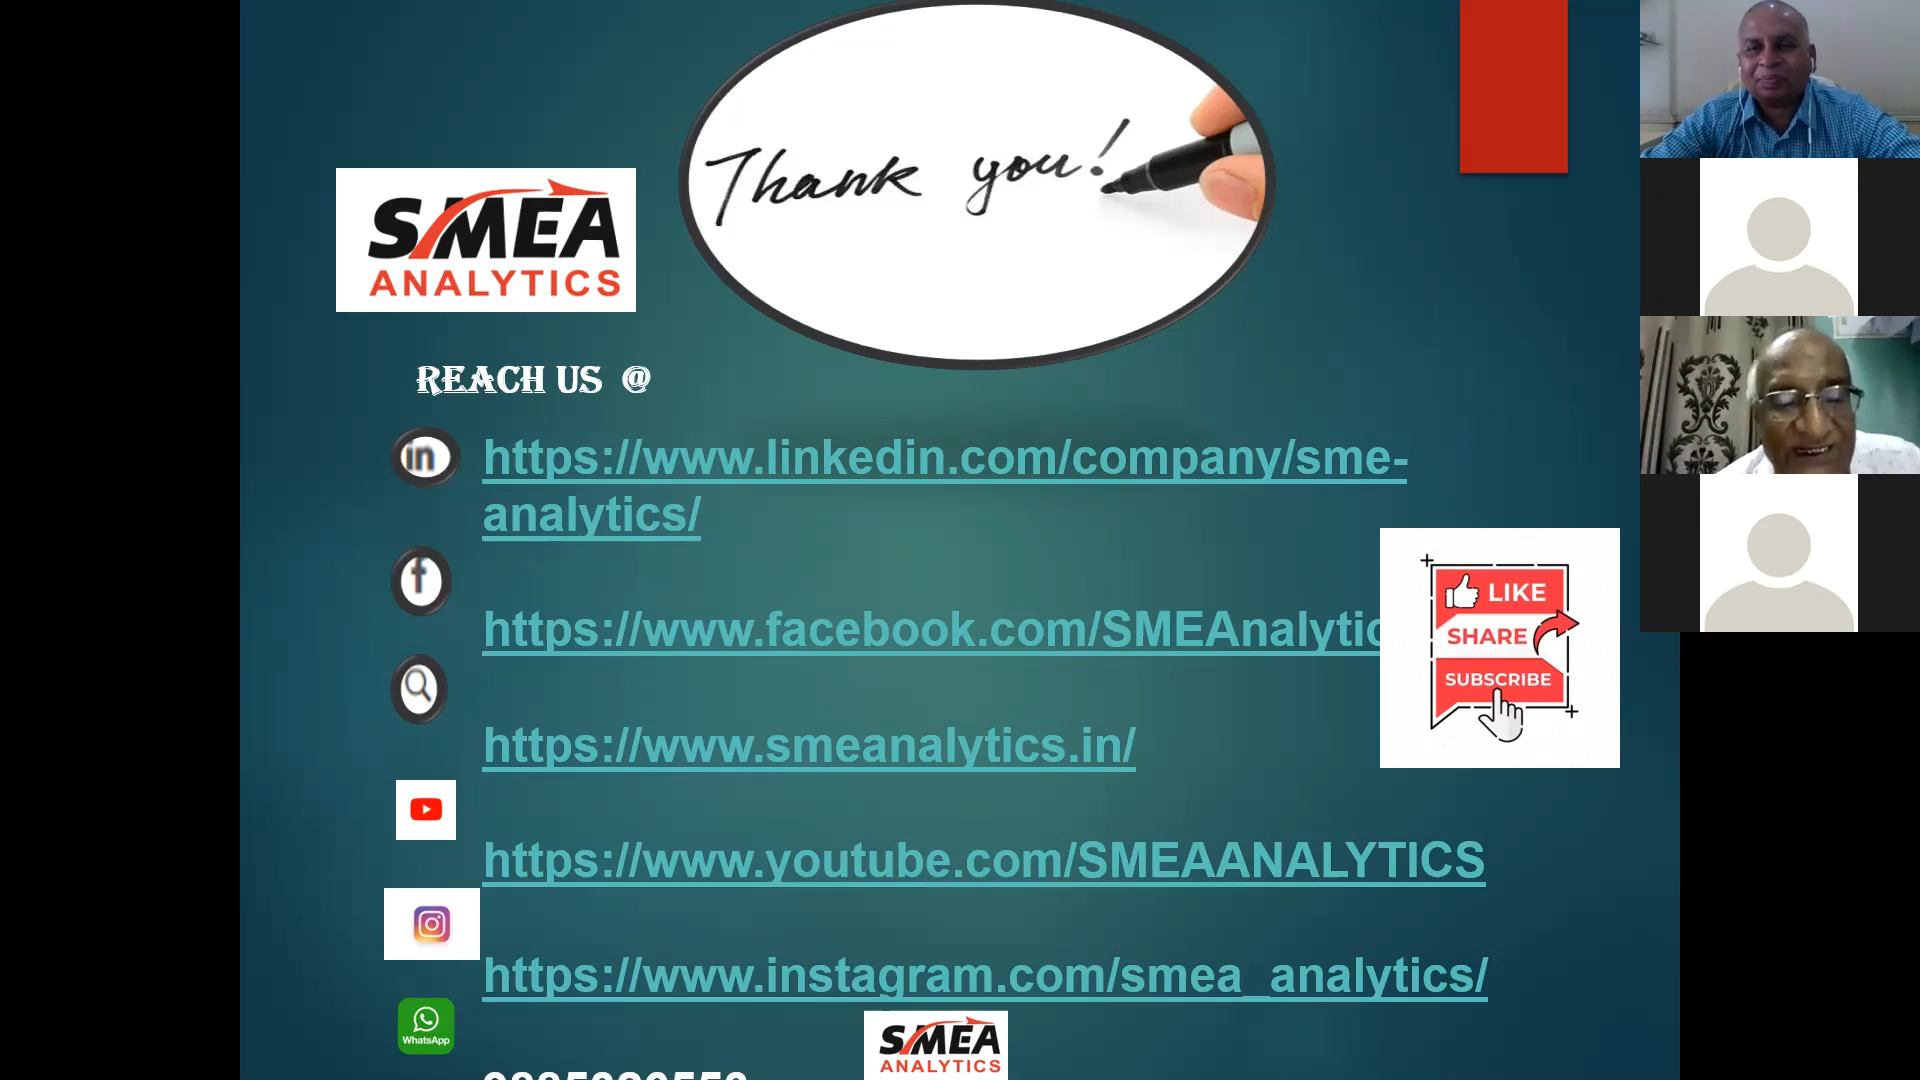 Thank you!
SMEA
ANALYTICS
REACH US @
in
https://www.linkedin.com/company/sme-
analytics/
f
LIKE
SHARE
SUBSCRIBE
https://www.facebook.com/SMEAnalytic
https://www.smeanalytics.in/
https://www.youtube.com/SMEAANALYTICS
https://www.instagram.com/smea_analytics/
WhatsApp
SMEA
ANALYTICS